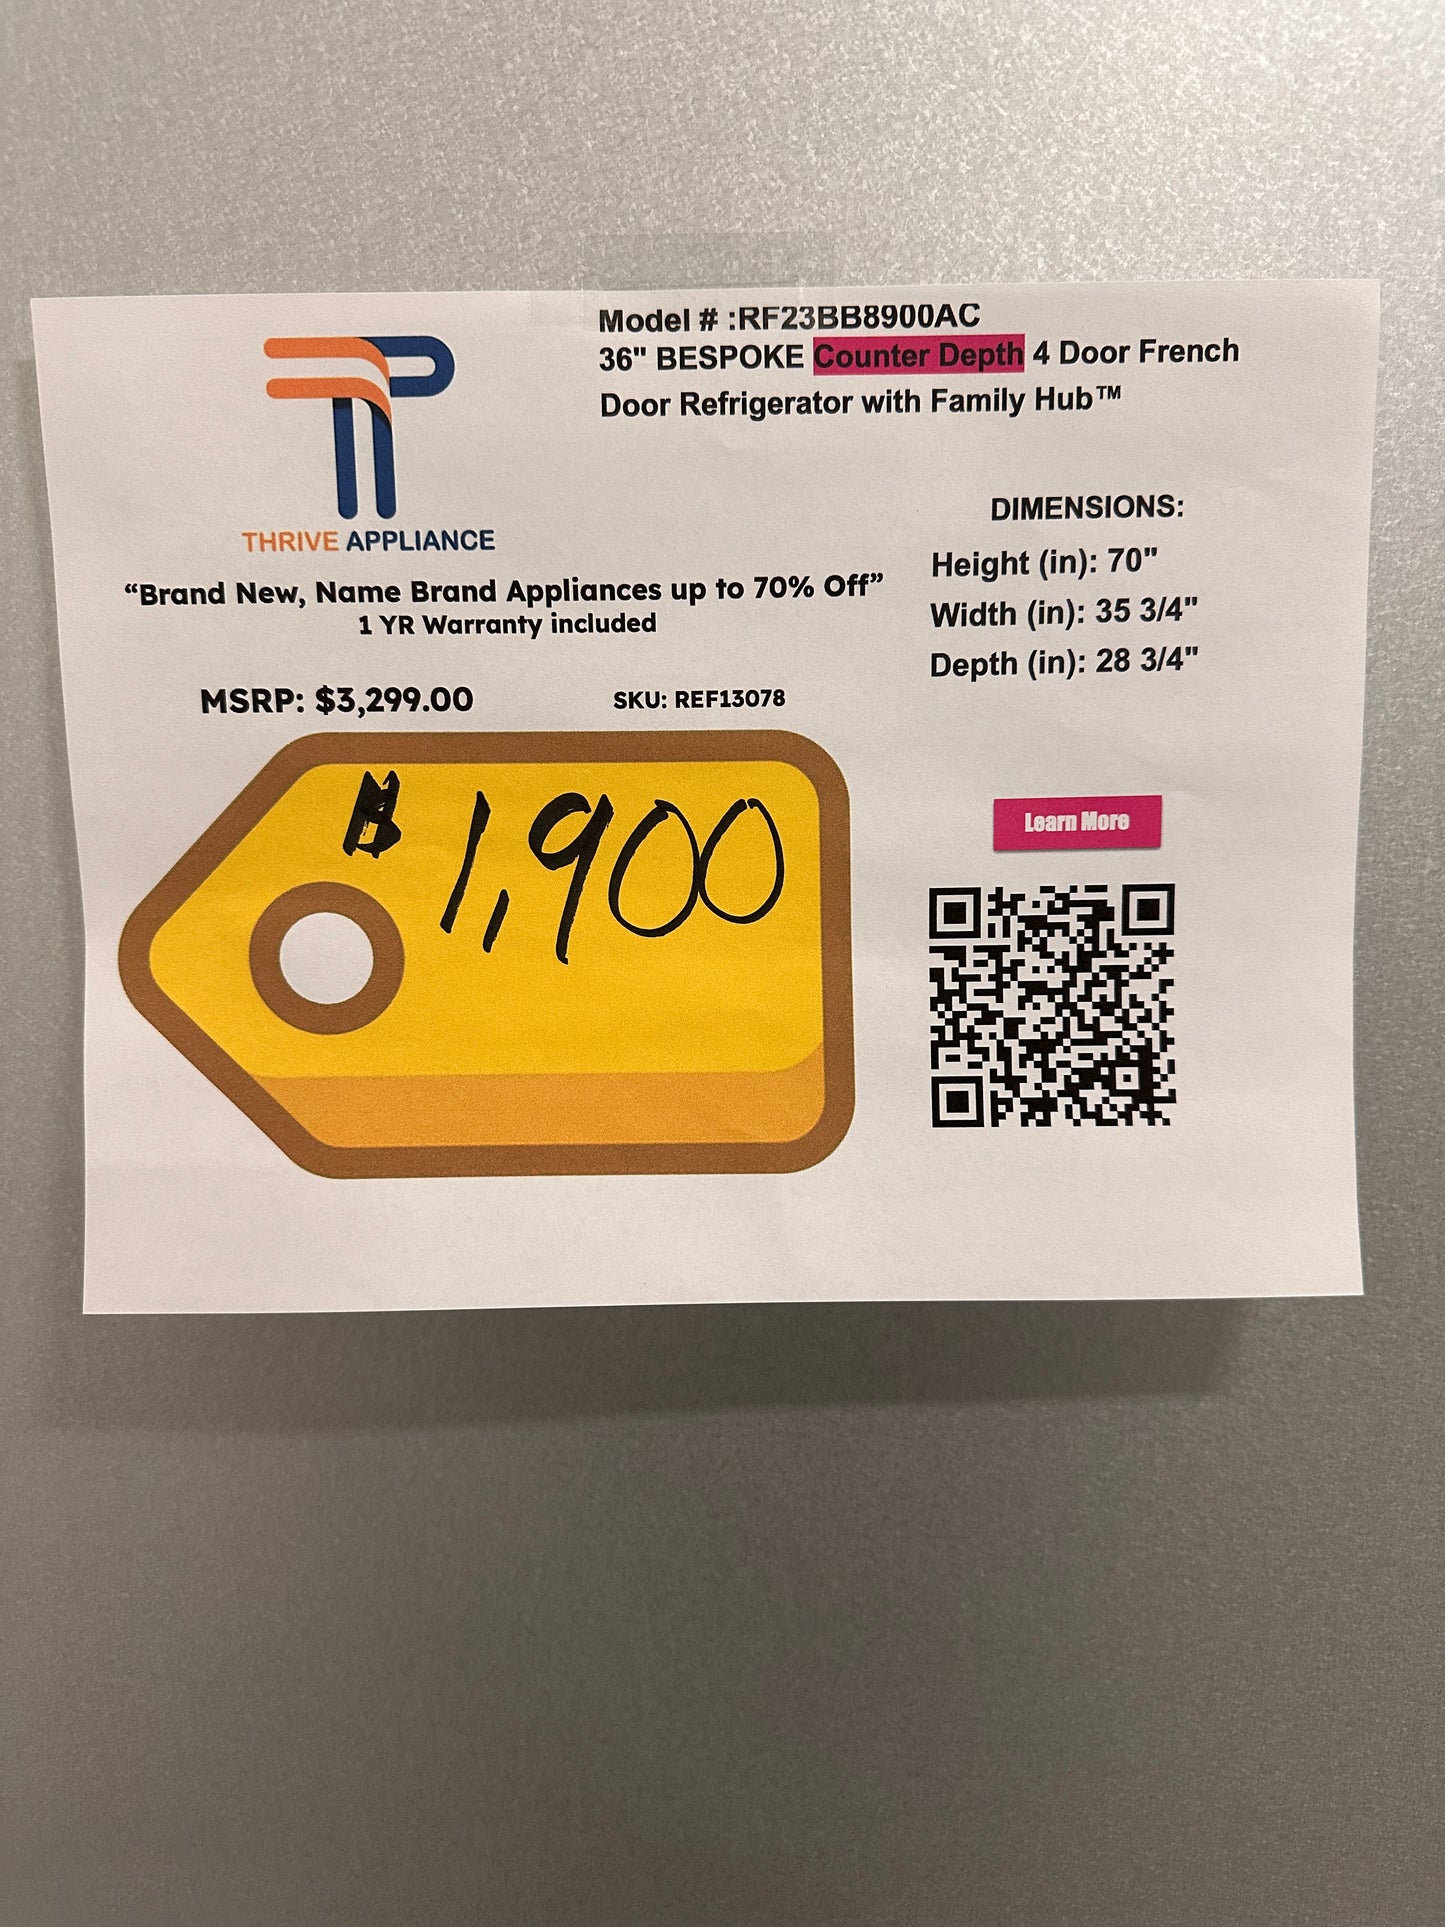 Model # :RF23BB8900AC
36" BESPOKE Counter Depth 4 Door French
Door Refrigerator with Family Hub™
THRIVE APPLIANCE
“Brand New, Name Brand Appliances up to 70% Off”
1 YR Warranty included
DIMENSIONS:
Height (in): 70"
Width (in): 35 3/4"
Depth (in): 28 3/4"
MSRP: $3,299.00
SKU: REF13078
$ 1,900
Learn More